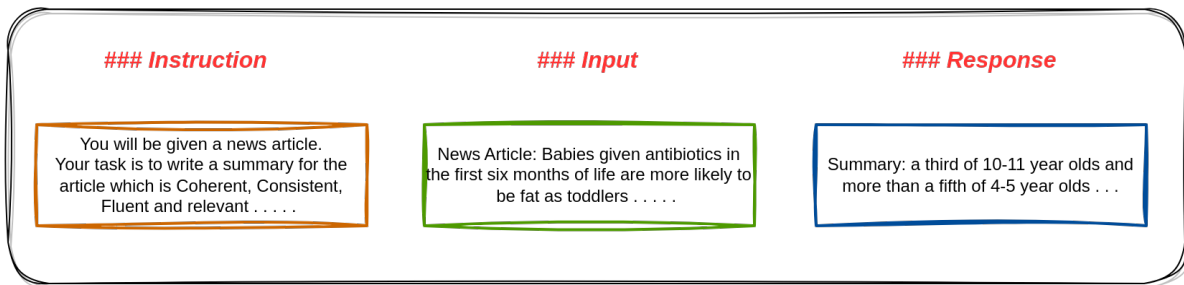 ### Instruction
You will be given a news article.
Your task is to write a summary for the
article which is Coherent, Consistent,
Fluent and relevant . . . . .
### Input
News Article: Babies given antibiotics in
the first six months of life are more likely to
be fat as toddlers . . . . .
### Response
Summary: a third of 10-11 year olds and
more than a fifth of 4-5 year olds . . .